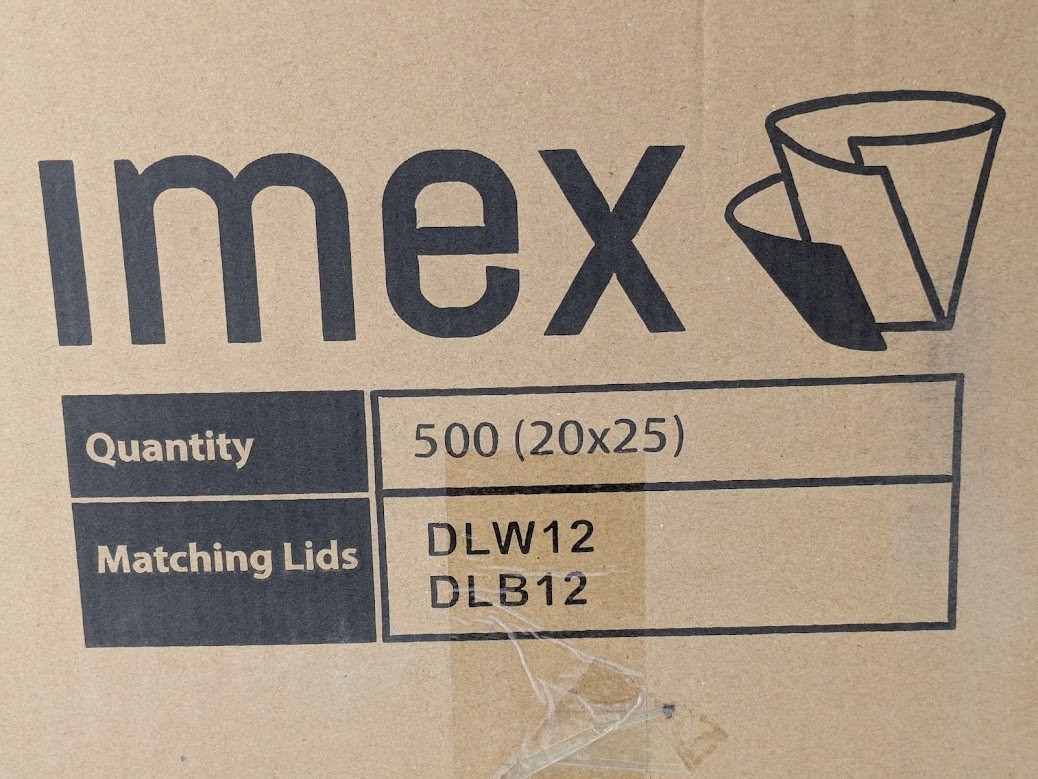 imex
Quantity 500 (20x25)
Matching Lids DLW12
DLB12